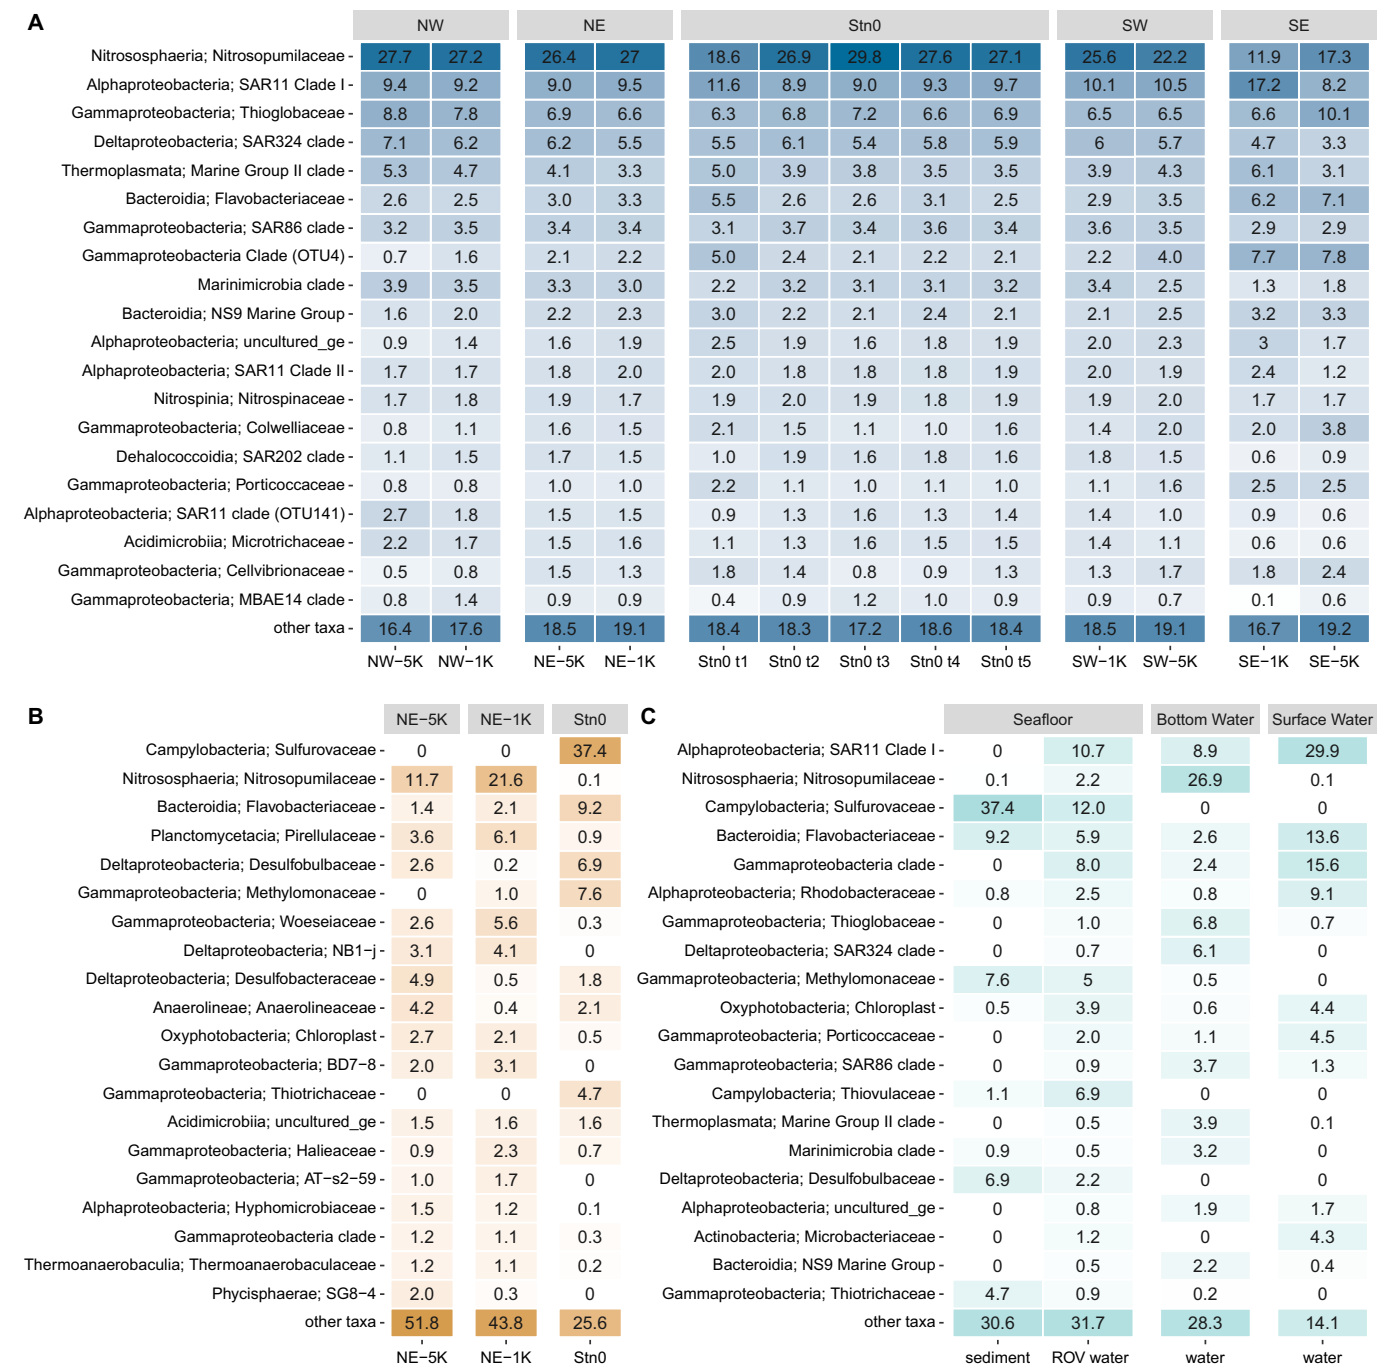 A
NW NE Stn0 SW SE
Nitrososphaeria; Nitrosopumilaceae 27.7 27.2 26.4 27 18.6 26.9 29.8 27.6 27.1 25.6 22.2 11.9 17.3
Alphaproteobacteria; SAR11 Clade I 9.4 9.2 9.0 9.5 11.6 8.9 9.0 9.3 9.7 10.1 10.5 17.2 8.2
Gammaproteobacteria; Thioglobaceae 8.8 7.8 6.9 6.6 6.3 6.8 7.2 6.6 6.9 6.5 6.5 6.6 10.1
Deltaproteobacteria; SAR324 clade 7.1 6.2 6.2 5.5 5.5 6.1 5.4 5.8 5.9 6 5.7 4.7 3.3
Thermoplasmata; Marine Group II clade 5.3 4.7 4.1 3.3 5.0 3.9 3.8 3.5 3.5 3.9 4.3 6.1 3.1
Bacteroidia; Flavobacteriaceae 2.6 2.5 3.0 3.3 5.5 2.6 2.6 3.1 2.5 2.9 3.5 6.2 7.1
Gammaproteobacteria; SAR86 clade 3.2 3.5 3.4 3.4 3.1 3.7 3.4 3.6 3.4 3.6 3.5 2.9 2.9
Gammaproteobacteria Clade (OTU4) 0.7 1.6 2.1 2.2 5.0 2.4 2.1 2.2 2.1 2.2 4.0 7.7 7.8
Marinimicrobia clade 3.9 3.5 3.3 3.0 2.2 3.2 3.1 3.1 3.2 3.4 2.5 1.3 1.8
Bacteroidia; NS9 Marine Group 1.6 2.0 2.2 2.3 3.0 2.2 2.1 2.4 2.1 2.1 2.5 3.2 3.3
Alphaproteobacteria; uncultured_ge 0.9 1.4 1.6 1.9 2.5 1.9 1.6 1.8 1.9 2.0 2.3 3 1.7
Alphaproteobacteria; SAR11 Clade II 1.7 1.7 1.8 2.0 2.0 1.8 1.8 1.8 1.9 2.0 1.9 2.4 1.2
Nitrospinia; Nitrospinaceae 1.7 1.8 1.9 1.7 1.9 2.0 1.9 1.8 1.9 1.9 2.0 1.7 1.7
Gammaproteobacteria; Colwelliaceae 0.8 1.1 1.6 1.5 2.1 1.5 1.1 1.0 1.6 1.4 2.0 2.0 3.8
Dehalococcoidia; SAR202 clade 1.1 1.5 1.7 1.5 1.0 1.9 1.6 1.8 1.6 1.8 1.5 0.6 0.9
Gammaproteobacteria; Porticoccaceae 0.8 0.8 1.0 1.0 2.2 1.1 1.0 1.1 1.0 1.1 1.6 2.5 2.5
Alphaproteobacteria; SAR11 clade (OTU141) 2.7 1.8 1.5 1.5 0.9 1.3 1.6 1.3 1.4 1.4 1.0 0.9 0.6
Acidimicrobiia; Microtrichaceae 2.2 1.7 1.5 1.6 1.1 1.3 1.6 1.5 1.5 1.4 1.1 0.6 0.6
Gammaproteobacteria; Cellvibrionaceae 0.5 0.8 1.5 1.3 1.8 1.4 0.8 0.9 1.3 1.3 1.7 1.8 2.4
Gammaproteobacteria; MBAE14 clade 0.8 1.4 0.9 0.9 0.4 0.9 1.2 1.0 0.9 0.9 0.7 0.1 0.6
other taxa 16.4 17.6 18.5 19.1 18.4 18.3 17.2 18.6 18.4 18.5 19.1 16.7 19.2
NW−5K NW−1K NE−5K NE−1K Stn0 t1 Stn0 t2 Stn0 t3 Stn0 t4 Stn0 t5 SW−1K SW−5K SE−1K SE−5K
B
NE−5K NE−1K Stn0
Campylobacteria; Sulfurovaceae 0 0 37.4
Nitrososphaeria; Nitrosopumilaceae 11.7 21.6 0.1
Bacteroidia; Flavobacteriaceae 1.4 2.1 9.2
Planctomycetacia; Pirellulaceae 3.6 6.1 0.9
Deltaproteobacteria; Desulfobulbaceae 2.6 0.2 6.9
Gammaproteobacteria; Methylomonaceae 0 1.0 7.6
Gammaproteobacteria; Woeseiaceae 2.6 5.6 0.3
Deltaproteobacteria; NB1−j 3.1 4.1 0
Deltaproteobacteria; Desulfobacteraceae 4.9 0.5 1.8
Anaerolineae; Anaerolineaceae 4.2 0.4 2.1
Oxyphotobacteria; Chloroplast 2.7 2.1 0.5
Gammaproteobacteria; BD7−8 2.0 3.1 0
Gammaproteobacteria; Thiotrichaceae 0 0 4.7
Acidimicrobiia; uncultured_ge 1.5 1.6 1.6
Gammaproteobacteria; Halieaceae 0.9 2.3 0.7
Gammaproteobacteria; AT−s2−59 1.0 1.7 0
Alphaproteobacteria; Hyphomicrobiaceae 1.5 1.2 0.1
Gammaproteobacteria clade 1.2 1.1 0.3
Thermoanaerobaculia; Thermoanaerobaculaceae 1.2 1.1 0.2
Phycisphaerae; SG8−4 2.0 0.3 0
other taxa 51.8 43.8 25.6
NE−5K NE−1K Stn0
C
Seafloor Bottom Water Surface Water
Alphaproteobacteria; SAR11 Clade I 0 10.7 8.9 29.9
Nitrososphaeria; Nitrosopumilaceae 0.1 2.2 26.9 0.1
Campylobacteria; Sulfurovaceae 37.4 12.0 0 0
Bacteroidia; Flavobacteriaceae 9.2 5.9 2.6 13.6
Gammaproteobacteria clade 0 8.0 2.4 15.6
Alphaproteobacteria; Rhodobacteraceae 0.8 2.5 0.8 9.1
Gammaproteobacteria; Thioglobaceae 0 1.0 6.8 0.7
Deltaproteobacteria; SAR324 clade 0 0.7 6.1 0
Gammaproteobacteria; Methylomonaceae 7.6 5 0.5 0
Oxyphotobacteria; Chloroplast 0.5 3.9 0.6 4.4
Gammaproteobacteria; Porticoccaceae 0 2.0 1.1 4.5
Gammaproteobacteria; SAR86 clade 0 0.9 3.7 1.3
Campylobacteria; Thiovulaceae 1.1 6.9 0 0
Thermoplasmata; Marine Group II clade 0 0.5 3.9 0.1
Marinimicrobia clade 0.9 0.5 3.2 0
Deltaproteobacteria; Desulfobulbaceae 6.9 2.2 0 0
Alphaproteobacteria; uncultured_ge 0 0.8 1.9 1.7
Actinobacteria; Microbacteriaceae 0 1.2 0 4.3
Bacteroidia; NS9 Marine Group 0 0.5 2.2 0.4
Gammaproteobacteria; Thiotrichaceae 4.7 0.9 0.2 0
other taxa 30.6 31.7 28.3 14.1
sediment ROV water water water